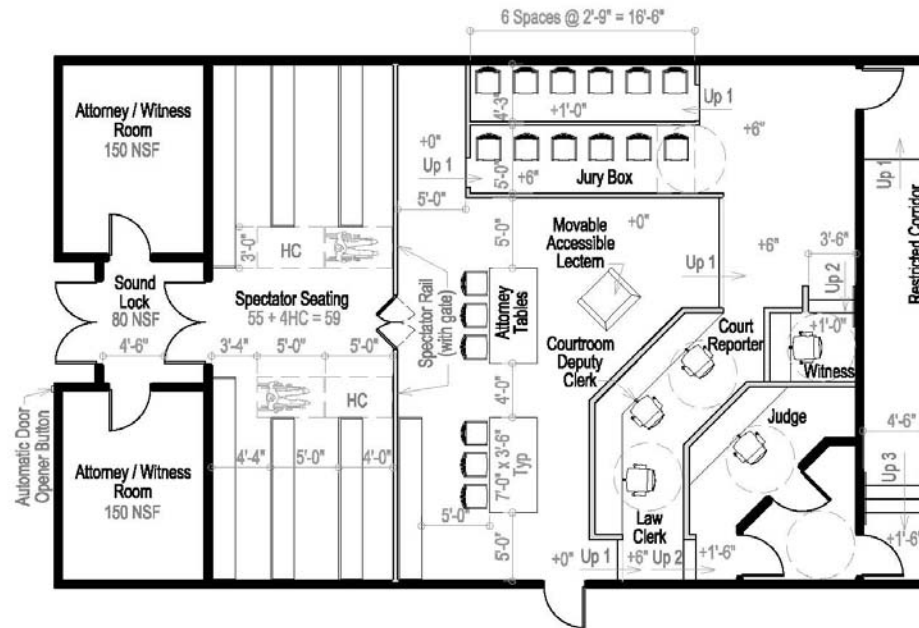 6 Spaces @ 2'-9" = 16'-6"
Attorney / Witness
Room
150 NSF
4'-3"
+1'-0"
Up 1
+0"
+6"
Up 1
5'-0"
+6"
Jury Box
5'-0"
5'-0"
Up 1
Restricted Corridor
3'-0"
HC
Movable
Accessible
Lectern
+0"
+6"
3'-6"
Up 1
Up 2
Sound
Lock
80 NSF
Spectator Seating
55 + 4HC = 59
Spectator Rail
(with gate)
Attorney
Tables
+1'-0"
Court
Reporter
Courtroom
Deputy
Clerk
Witness
4'-6"
3'-4"
5'-0"
5'-0"
4'-0"
HC
Judge
Automatic Door
Opener Button
4'-6"
Attorney / Witness
Room
150 NSF
4'-4"
5'-0"
4'-0"
7'-0" x 3'-6"
Typ
Up 3
5'-0"
Law
Clerk
5'-0"
+0"
Up 1
+6"
Up 2
+1'-6"
+1'-6"